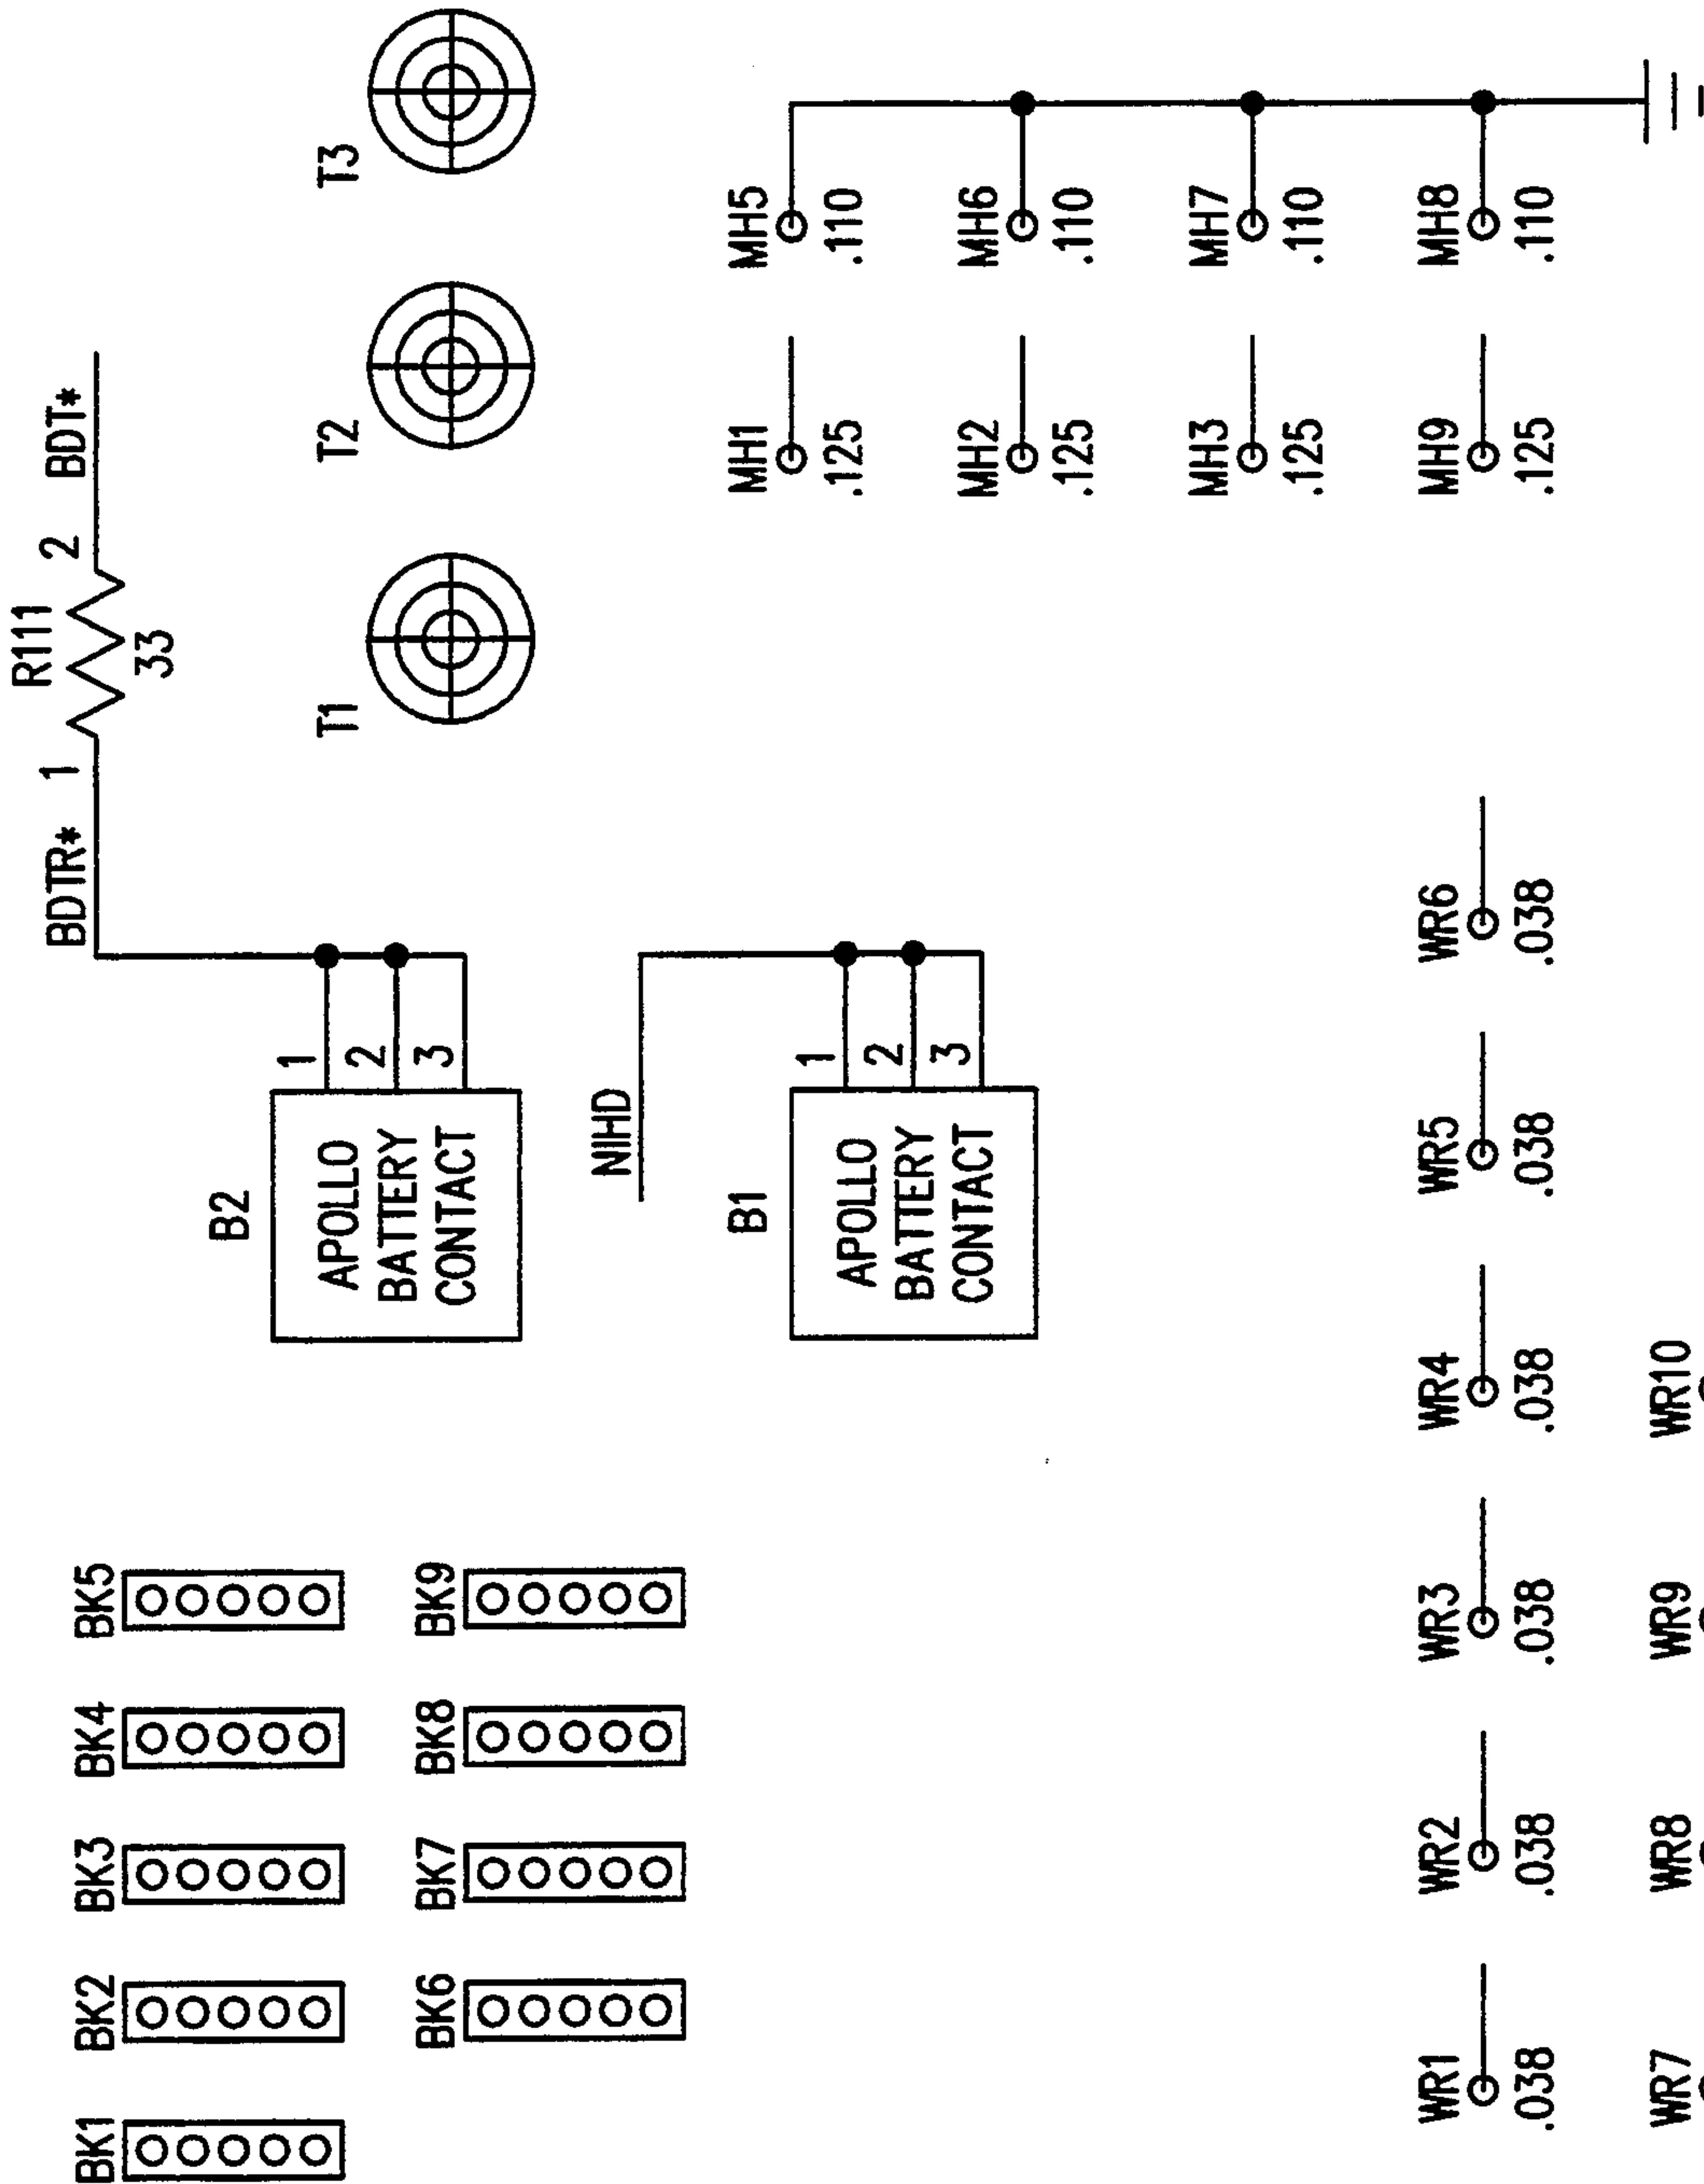 R111
BDTR* 1 2 BDT*
BK1 BK2 BK3 BK4 BK5
33
B2
1
2
3
APOLLO
BATTERY
CONTACT
T1 T2 T3
BK6 BK7 BK8 BK9
NIHD
B1
1
2
3
APOLLO
BATTERY
CONTACT
MH1 MH5
.125 .110
MH2 MH6
.125 .110
MH3 MH7
.125 .110
WR1 WR2 WR3 WR4 WR5 WR6 MH9 MH8
.038 .038 .038 .038 .038 .038 .125 .110
WR7 WR8 WR9 WR10